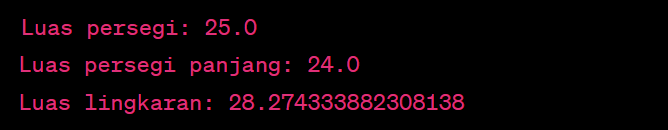 Luas persegi: 25.0
Luas persegi panjang: 24.0
Luas lingkaran: 28.274333882308138